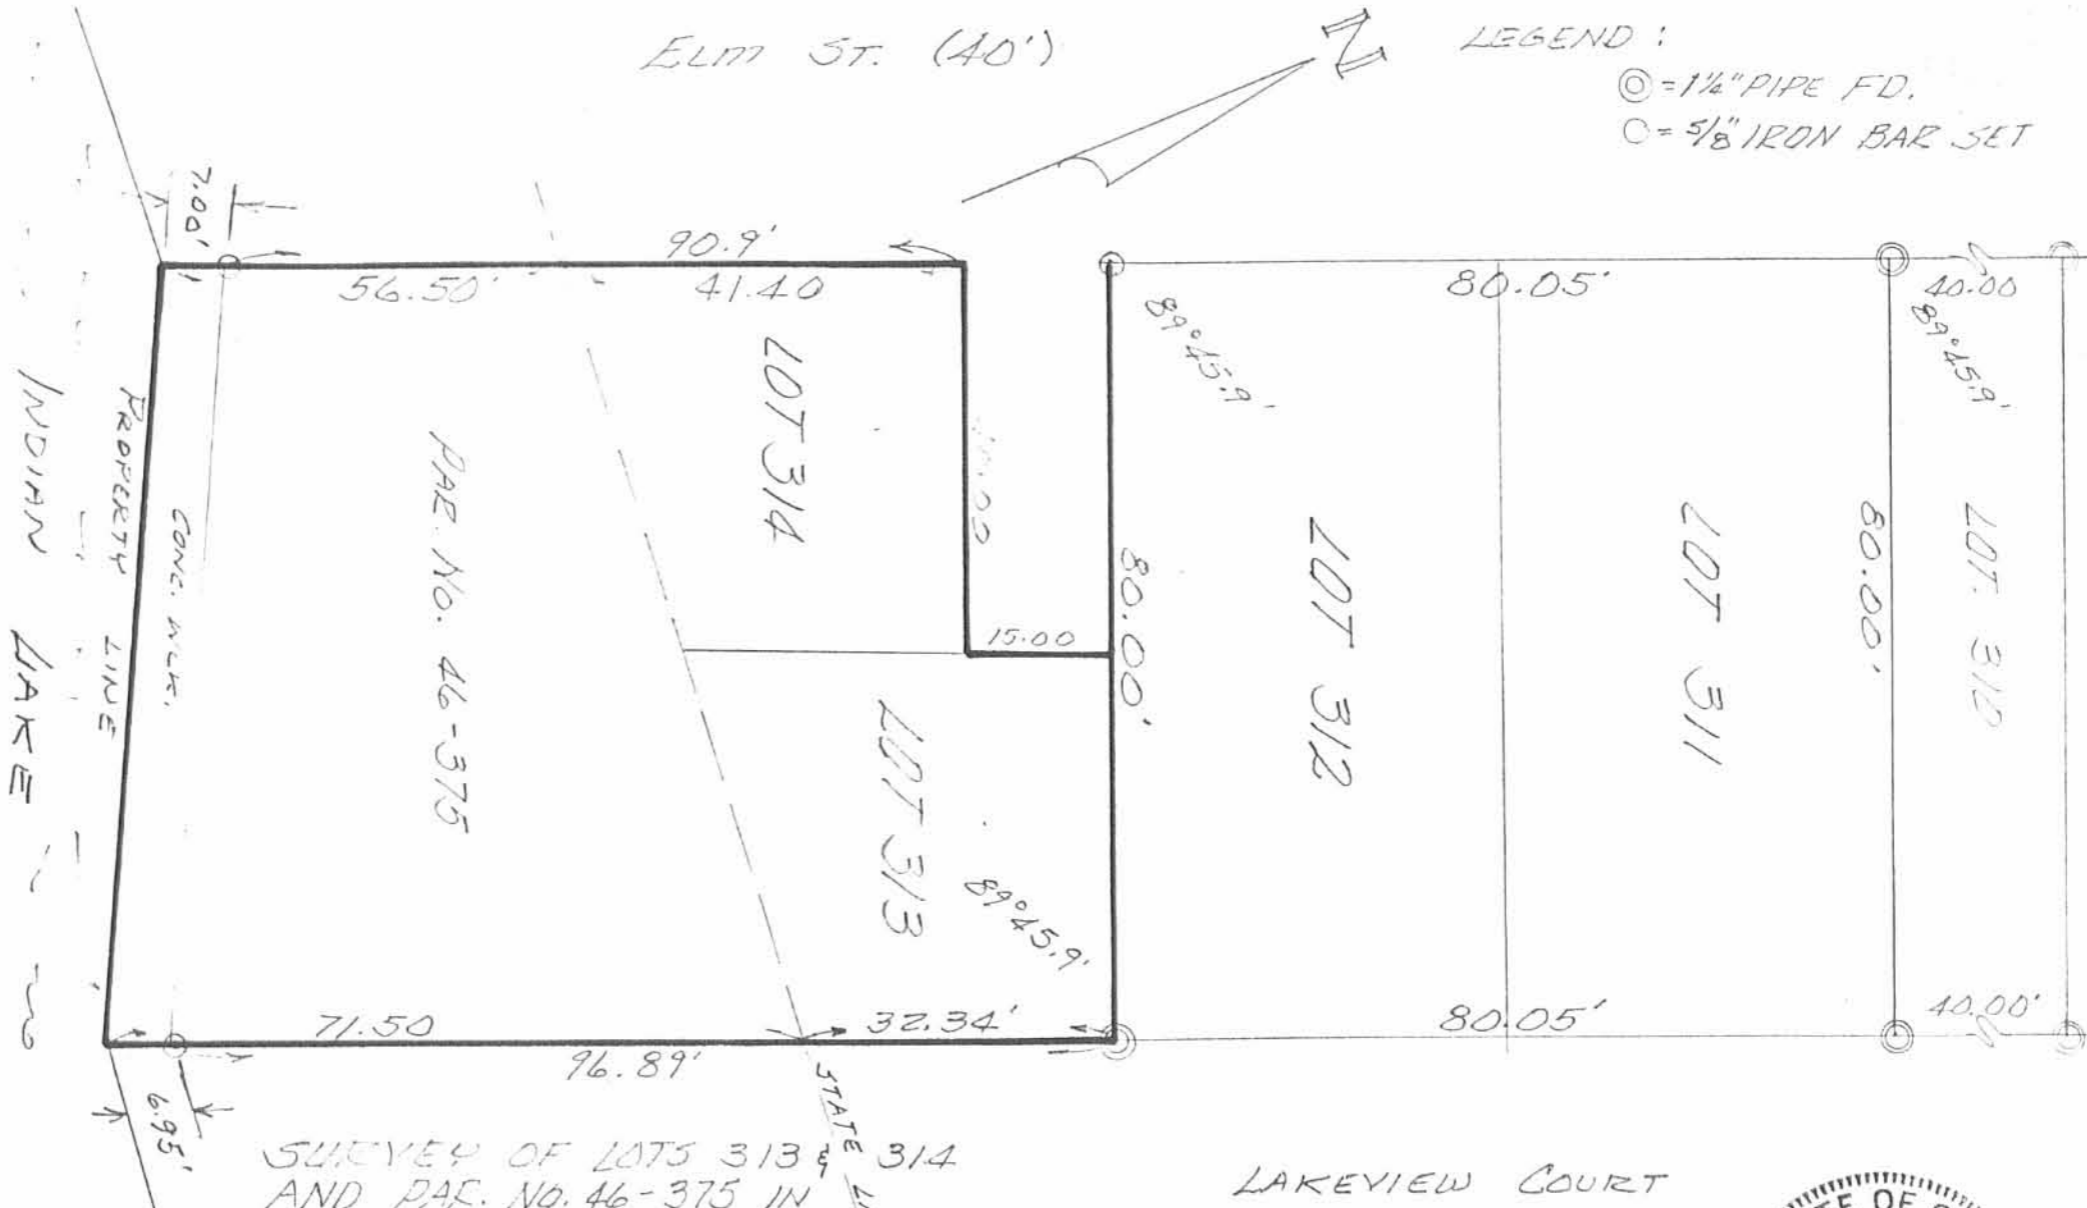 ELM ST. (40')
N
LEGEND :
◎ = 1 1/4" PIPE FD.
○ = 5/8" IRON BAR SET
7.00'
90.9'
56.50'
41.40
80.05'
40.00
89°45.9'
89°45.9'
INDIAN LAKE
PROPERTY LINE
CONC.
PAR. NO. 46-375
LOT 314
15.00
80.00'
LOT 313
89°45.9'
LOT 312
LOT 311
80.00'
LOT. 310
71.50
32.34'
96.89'
80.05'
40.00'
6.95'
STATE
SURVEY OF LOTS 313 & 314
AND PAR. NO. 46-375 IN
LAKEVIEW COURT
OF